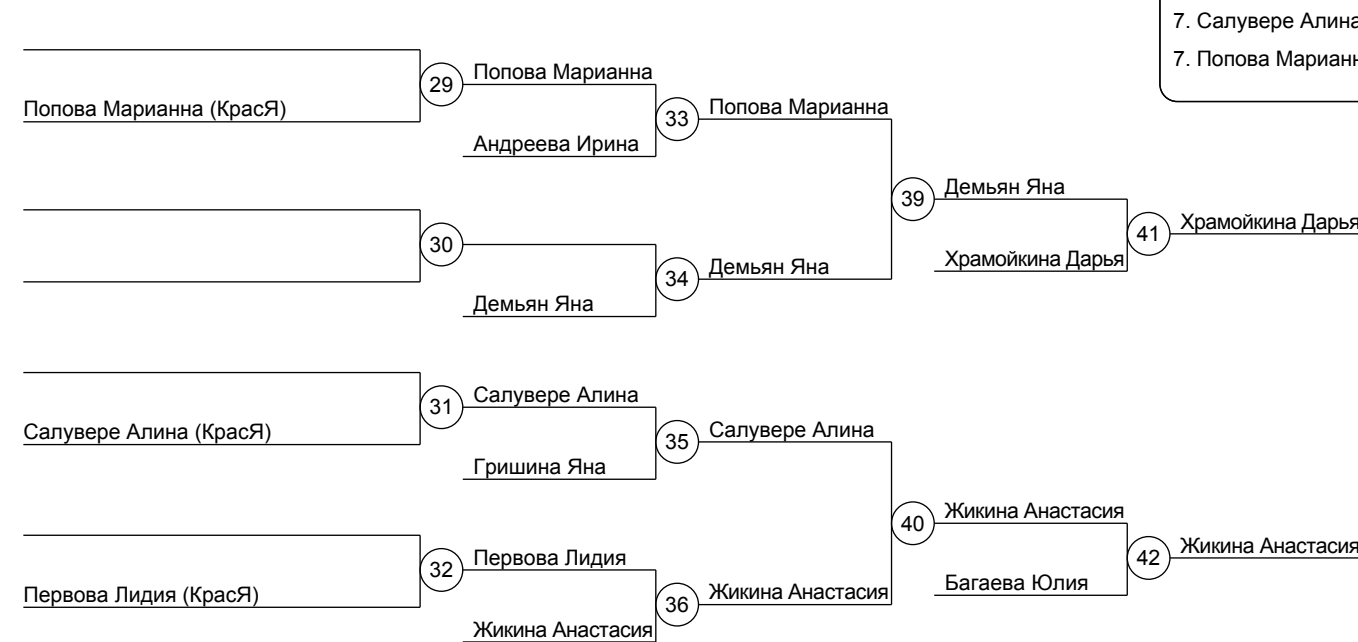 7. Салувере Алина
7. Попова Мариан
29
Попова Марианна
Попова Марианна (КрасЯ)
33
Попова Марианна
Андреева Ирина
39
Демьян Яна
41
Храмойкина Дарья
30
Храмойкина Дарья
34
Демьян Яна
Демьян Яна
31
Салувере Алина
Салувере Алина (КрасЯ)
35
Салувере Алина
Гришина Яна
40
Жикина Анастасия
42
Жикина Анастасия
32
Первова Лидия
Багаева Юлия
Первова Лидия (КрасЯ)
36
Жикина Анастасия
Жикина Анастасия